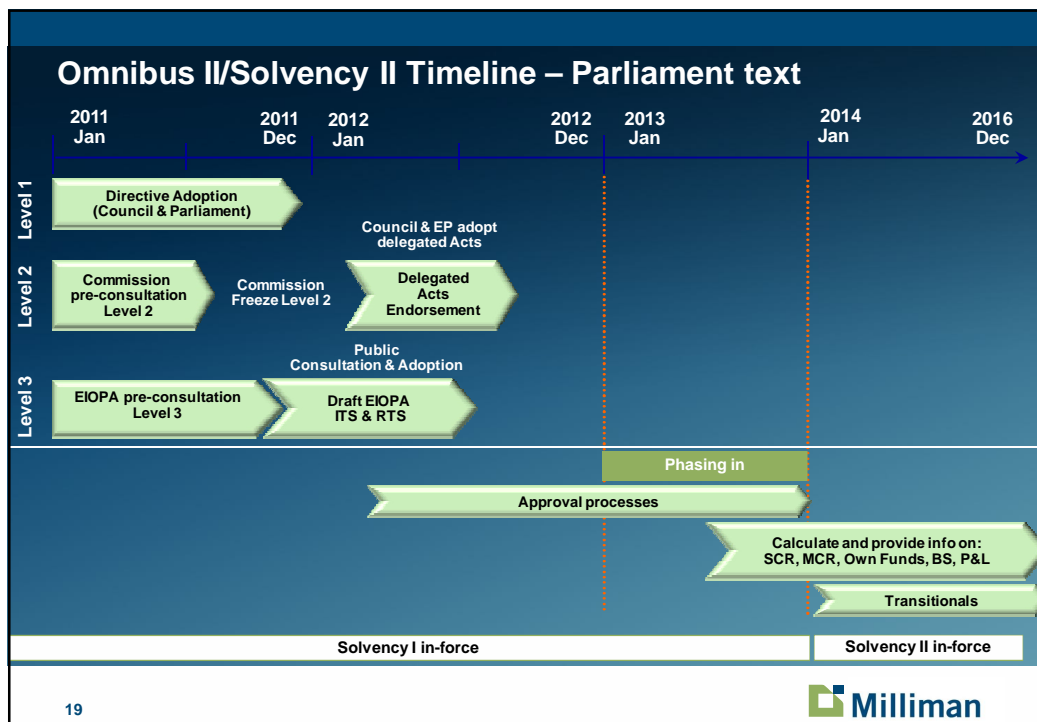 Omnibus II/Solvency II Timeline – Parliament text
2011
Jan
2011
Dec
2012
Jan
2012
Dec
2013
Jan
2014
Jan
2016
Dec
Level 1
Directive Adoption
(Council & Parliament)
Level 2
Commission
pre-consultation
Level 2
Commission
Freeze Level 2
Council & EP adopt
delegated Acts
Delegated
Acts
Endorsement
Level 3
EIOPA pre-consultation
Level 3
Public
Consultation & Adoption
Draft EIOPA
ITS & RTS
Phasing in
Approval processes
Calculate and provide info on:
SCR, MCR, Own Funds, BS, P&L
Transitionals
Solvency I in-force
Solvency II in-force
19
Milliman